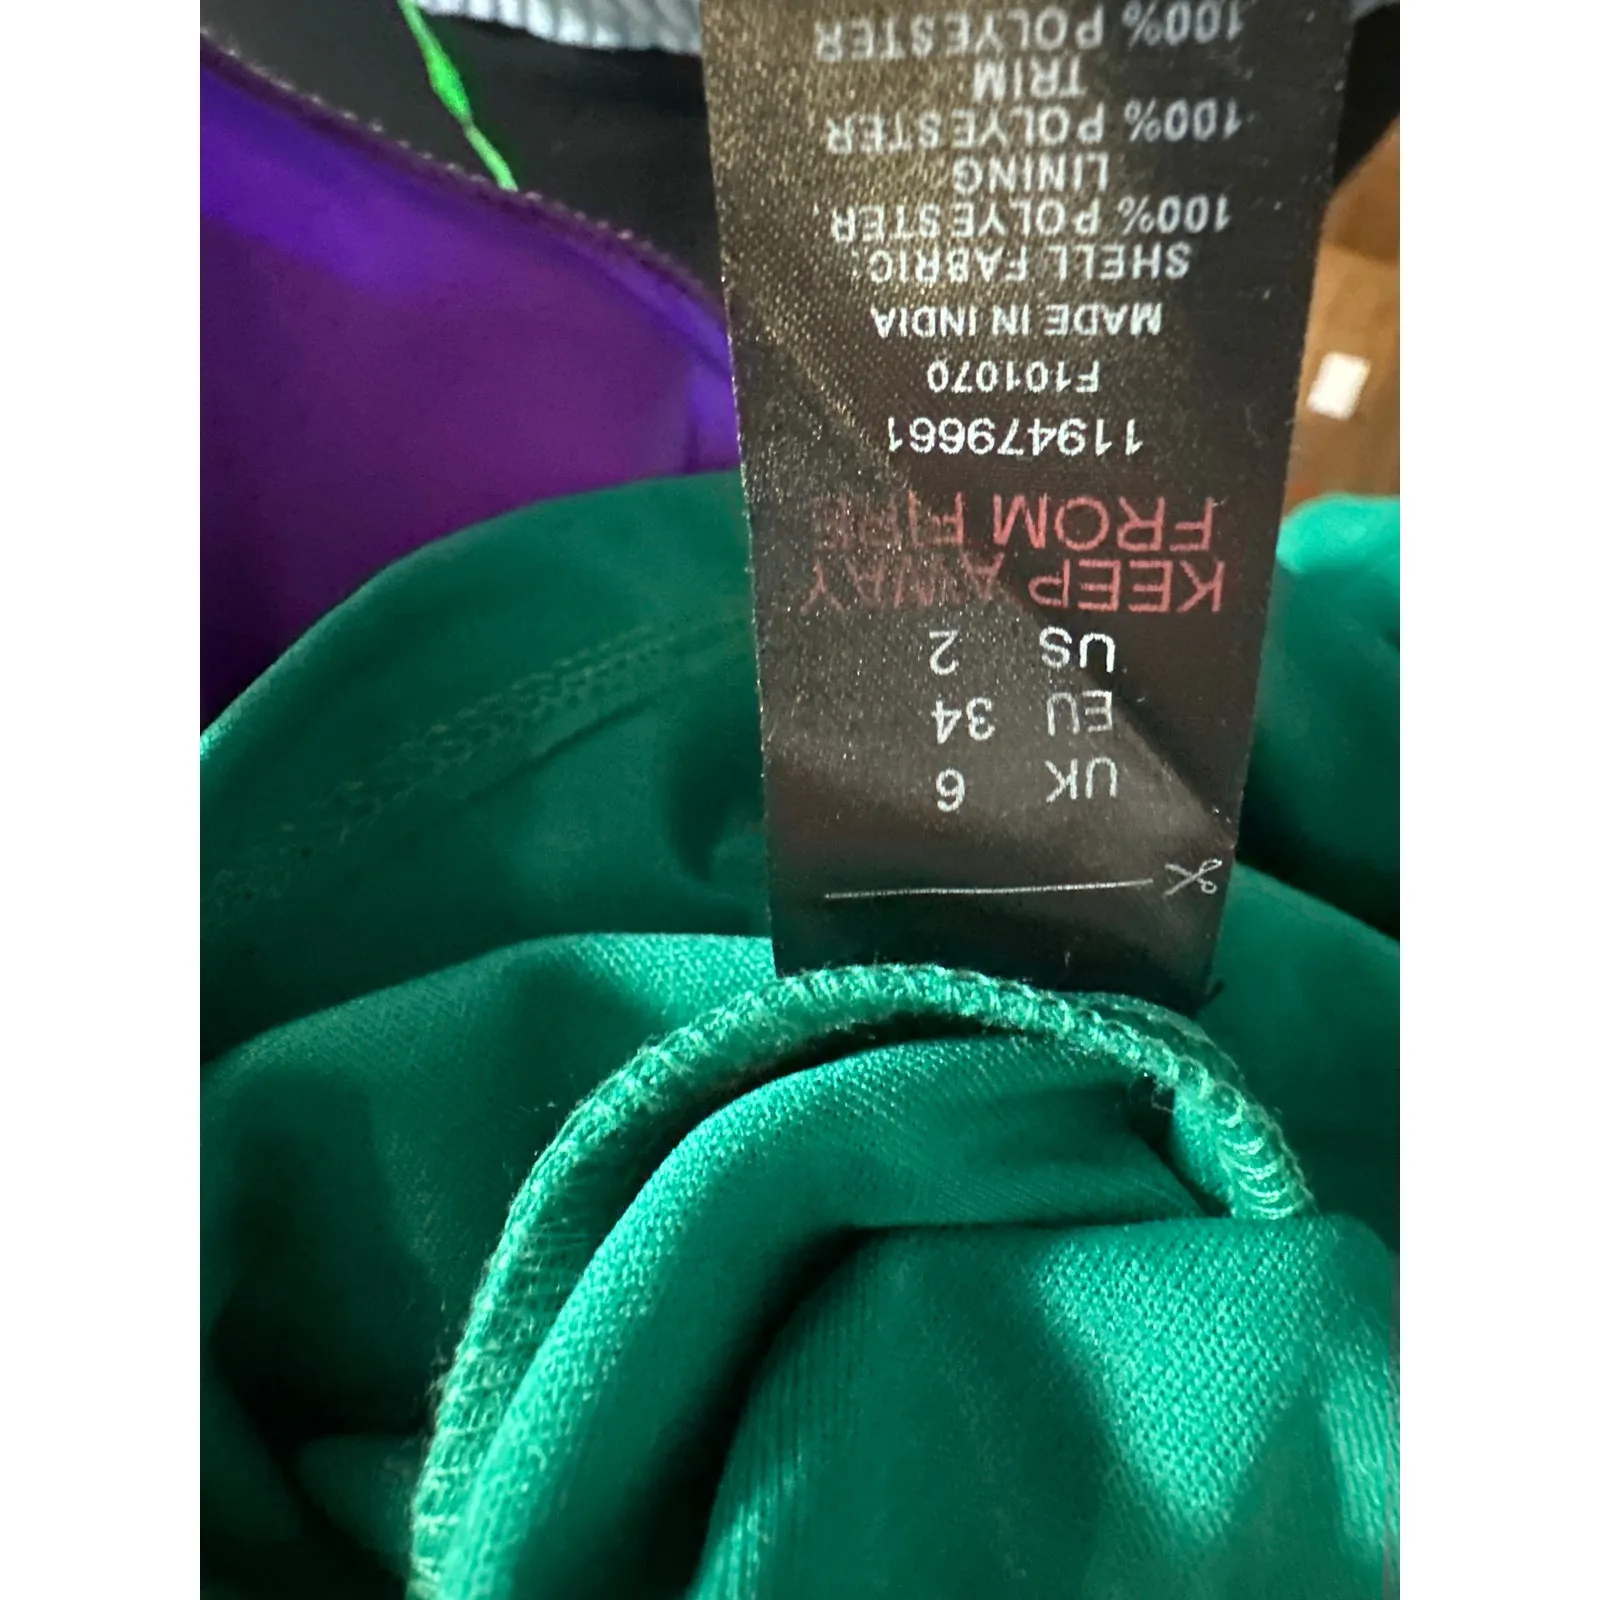 UK 6
EU 34
US 2
KEEP AWAY
FROM FIRE
119479661
F101070
MADE IN INDIA
SHELL FABRIC:
100% POLYESTER,
LINING
100% POLYESTER
TRIM
100% POLYESTER